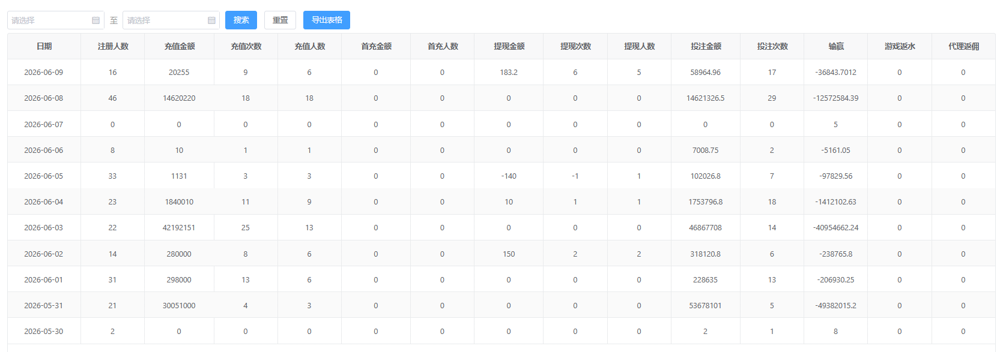 请选择 至 请选择 搜索 重置 导出表格
日期 注册人数 充值金额 充值次数 充值人数 首充金额 首充人数 提现金额 提现次数 提现人数 投注金额 投注次数 输赢 游戏返水 代理返佣
2026-06-09 16 20255 9 6 0 0 183.2 6 5 58964.96 17 -36843.7012 0 0
2026-06-08 46 14620220 18 18 0 0 0 0 0 14621326.5 29 -12572584.39 0 0
2026-06-07 0 0 0 0 0 0 0 0 0 0 0 5 0 0
2026-06-06 8 10 1 1 0 0 0 0 0 7008.75 2 -5161.05 0 0
2026-06-05 33 1131 3 3 0 0 -140 -1 1 102026.8 7 -97829.56 0 0
2026-06-04 23 1840010 11 9 0 0 10 1 1 1753796.8 18 -1412102.63 0 0
2026-06-03 22 42192151 25 13 0 0 0 0 0 46867708 14 -40954662.24 0 0
2026-06-02 14 280000 8 6 0 0 150 2 2 318120.8 6 -238765.8 0 0
2026-06-01 31 298000 13 6 0 0 0 0 0 228635 13 -206930.25 0 0
2026-05-31 21 30051000 4 3 0 0 0 0 0 53678101 5 -49382015.2 0 0
2026-05-30 2 0 0 0 0 0 0 0 0 2 1 8 0 0